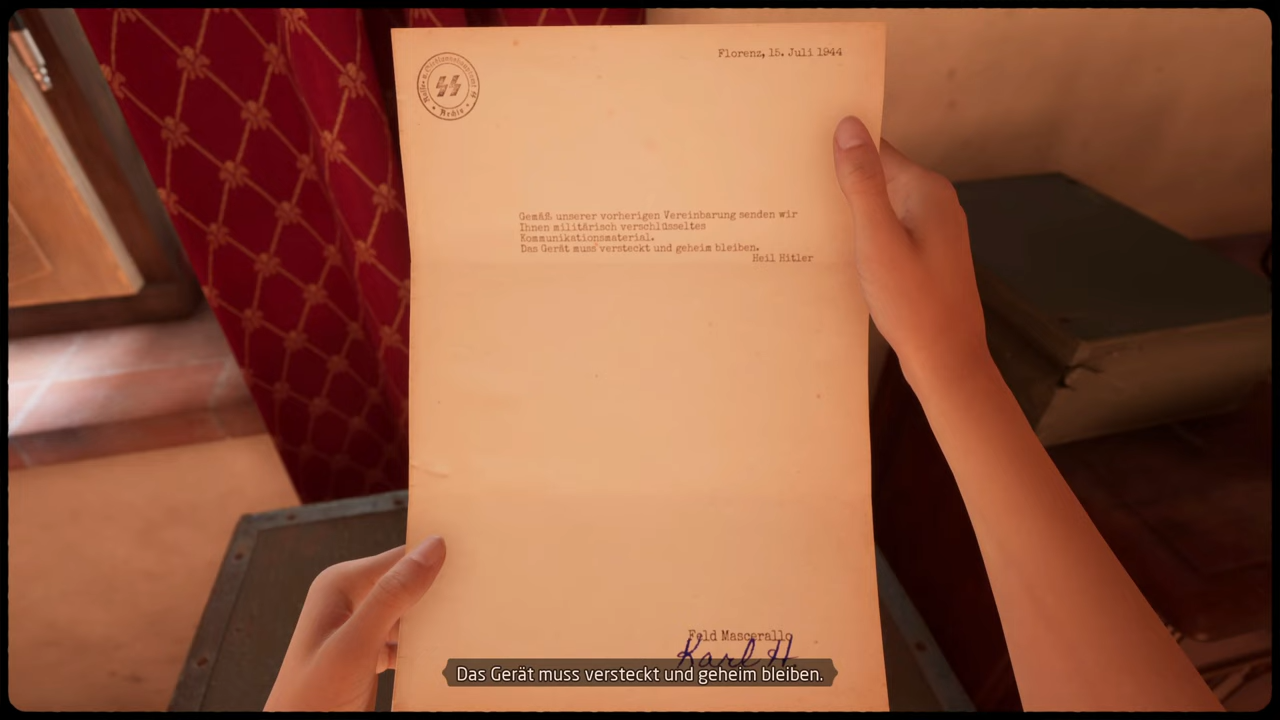 Florenz, 15. Juli 1944
Gemäß unserer vorherigen Vereinbarung senden wir
Ihnen militärisch verschlüsseltes
Kommunikationsmaterial.
Das Gerät muss versteckt und geheim bleiben.
Heil Hitler
Feld Mascerallo
Karl H.
Das Gerät muss versteckt und geheim bleiben.